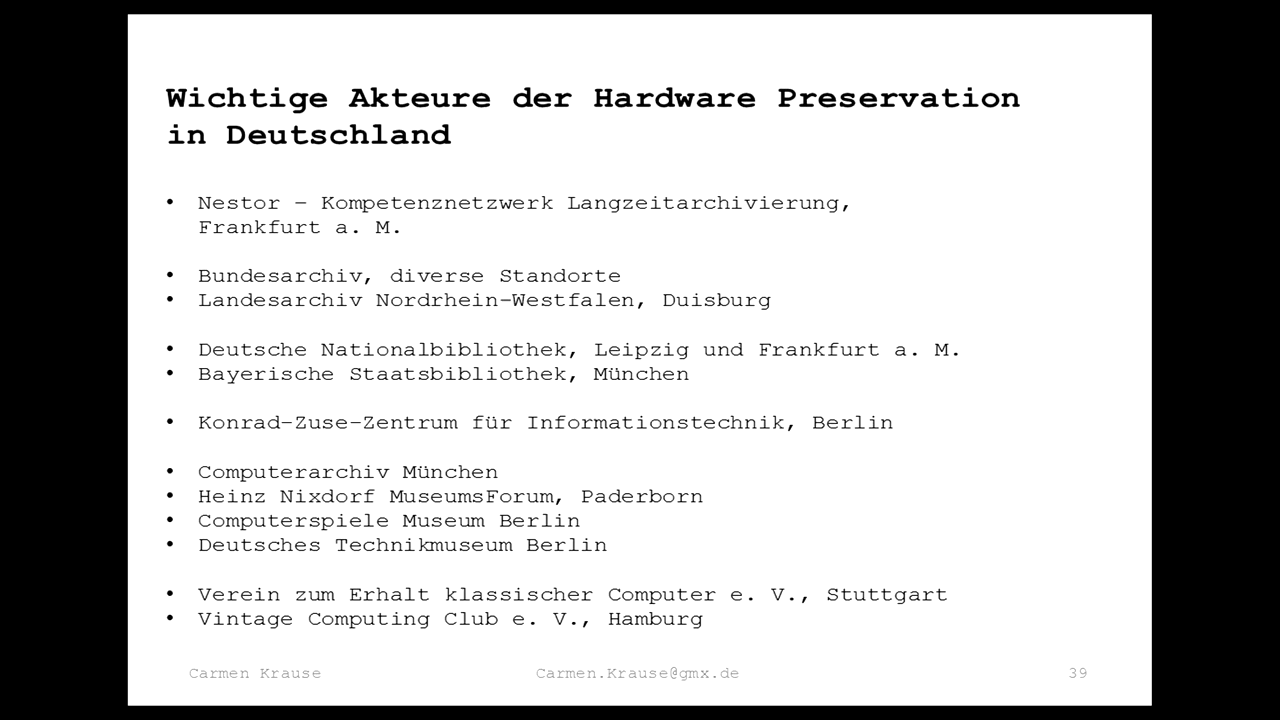 Wichtige Akteure der Hardware Preservation
in Deutschland
• Nestor – Kompetenznetzwerk Langzeitarchivierung,
Frankfurt a. M.
• Bundesarchiv, diverse Standorte
• Landesarchiv Nordrhein-Westfalen, Duisburg
• Deutsche Nationalbibliothek, Leipzig und Frankfurt a. M.
• Bayerische Staatsbibliothek, München
• Konrad-Zuse-Zentrum für Informationstechnik, Berlin
• Computerarchiv München
• Heinz Nixdorf MuseumsForum, Paderborn
• Computerspiele Museum Berlin
• Deutsches Technikmuseum Berlin
• Verein zum Erhalt klassischer Computer e. V., Stuttgart
• Vintage Computing Club e. V., Hamburg
Carmen Krause Carmen.Krause@gmx.de 39